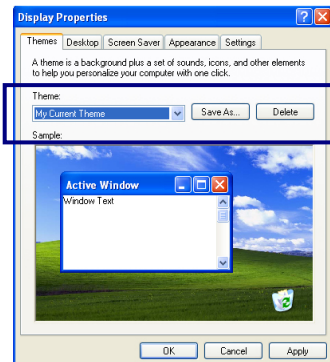 Display Properties
Themes Desktop Screen Saver Appearance Settings
A theme is a background plus a set of sounds, icons, and other elements
to help you personalize your computer with one click.
Theme:
My Current Theme Save As... Delete
Sample:
Active Window
Window Text
OK Cancel Apply